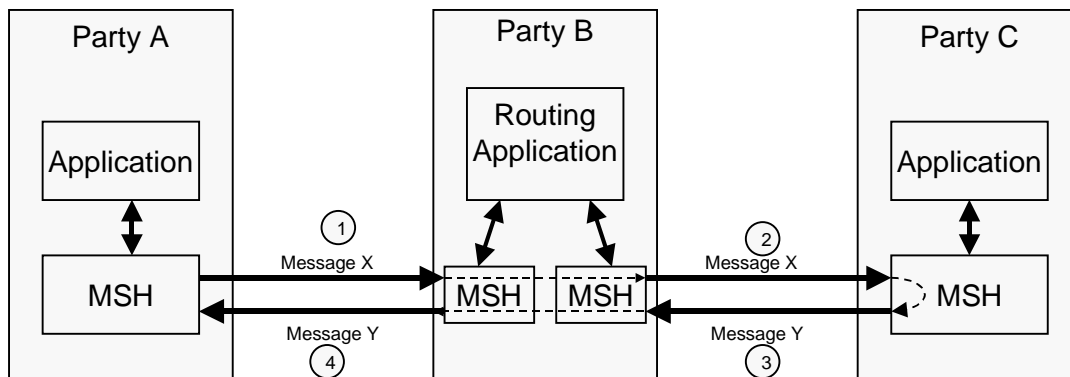 Party A
Party B
Party C
Routing
Application
Application
Application
1
2
Message X
Message X
MSH
MSH
MSH
MSH
Message Y
Message Y
4
3